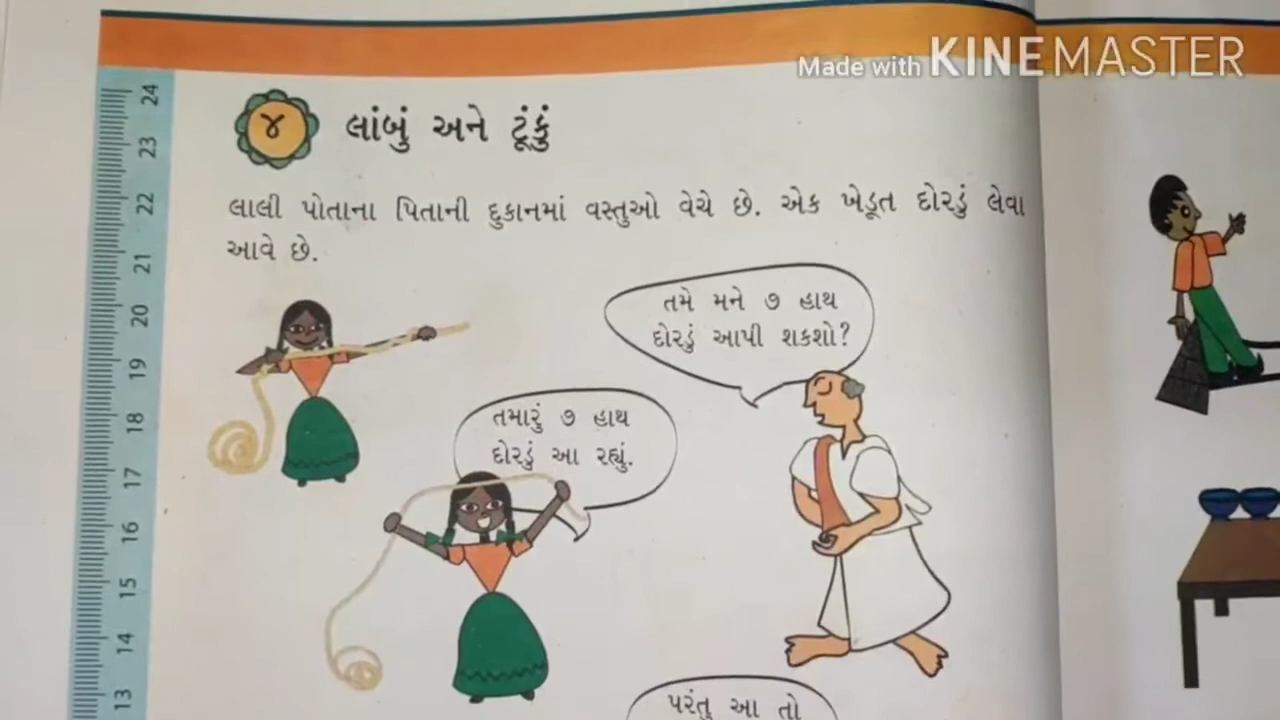 Made with KINEMASTER
૪ લાંબું અને ટૂંકું
લાલી પોતાના પિતાની દુકાનમાં વસ્તુઓ વેચે છે. એક ખેડૂત દોરડું લેવા
આવે છે.
તમે મને ૭ હાથ
દોરડું આપી શકશો?
તમારું ૭ હાથ
દોરડું આ રહ્યું.
પરંતુ આ તો
24
23
22
21
20
19
18
17
16
15
14
13